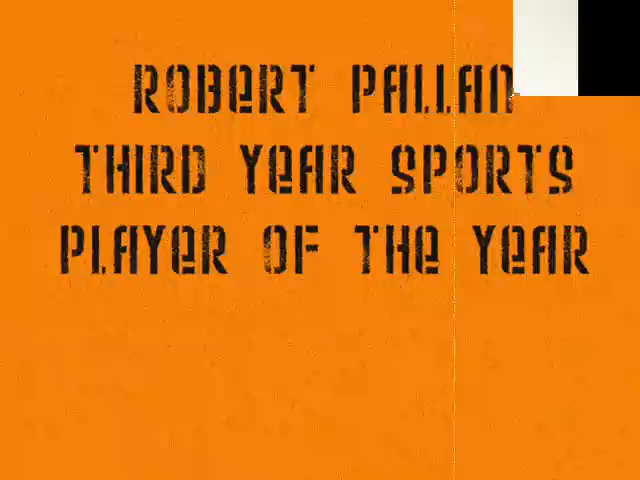 ROBERT PALLAN
THIRD YEAR SPORTS
PLAYER OF THE YEAR